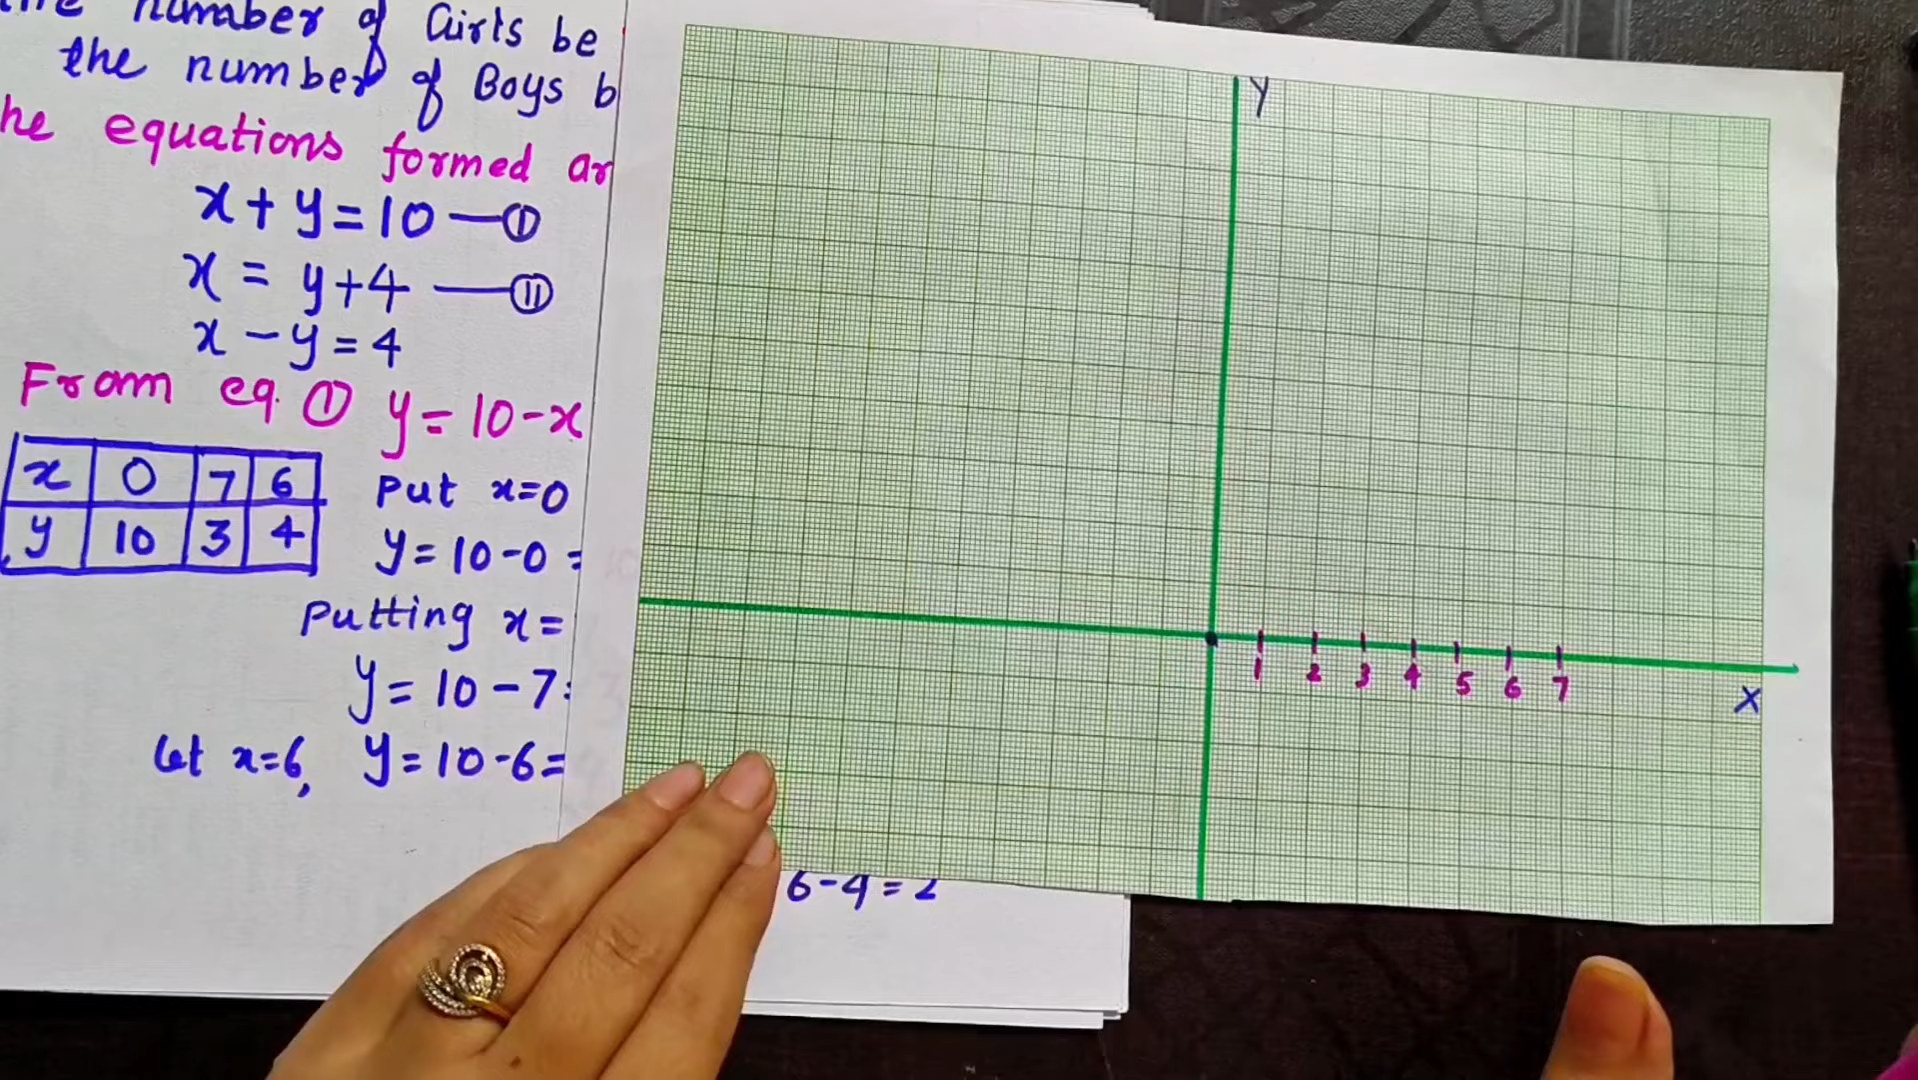 number of Girls be
the number of Boys b
he equations formed ar
x + y = 10 — I
x = y + 4 — II
x - y = 4
From eq. I y = 10 - x
x 0 7 6
y 10 3 4
Put x=0
y = 10 - 0 =
Putting x =
y = 10 - 7 =
let x=6, y = 10 - 6 =
6 - 4 = 2
Y
1 2 3 4 5 6 7
X